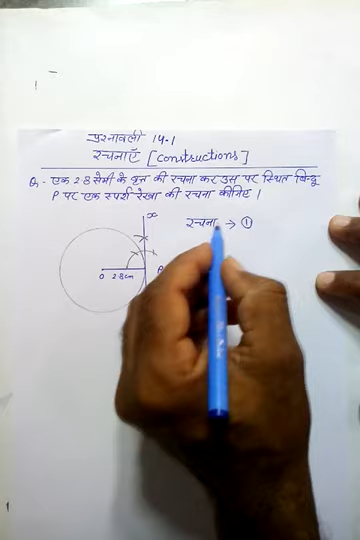 प्रश्नावली 14.1
रचनाएँ [Constructions]
Q:- एक 2.8 सेमी के वृत्त की रचना कर उस पर स्थित बिन्दु
P पर एक स्पर्श रेखा की रचना कीजिए ।
रचना → ①
x
O 2.8cm P